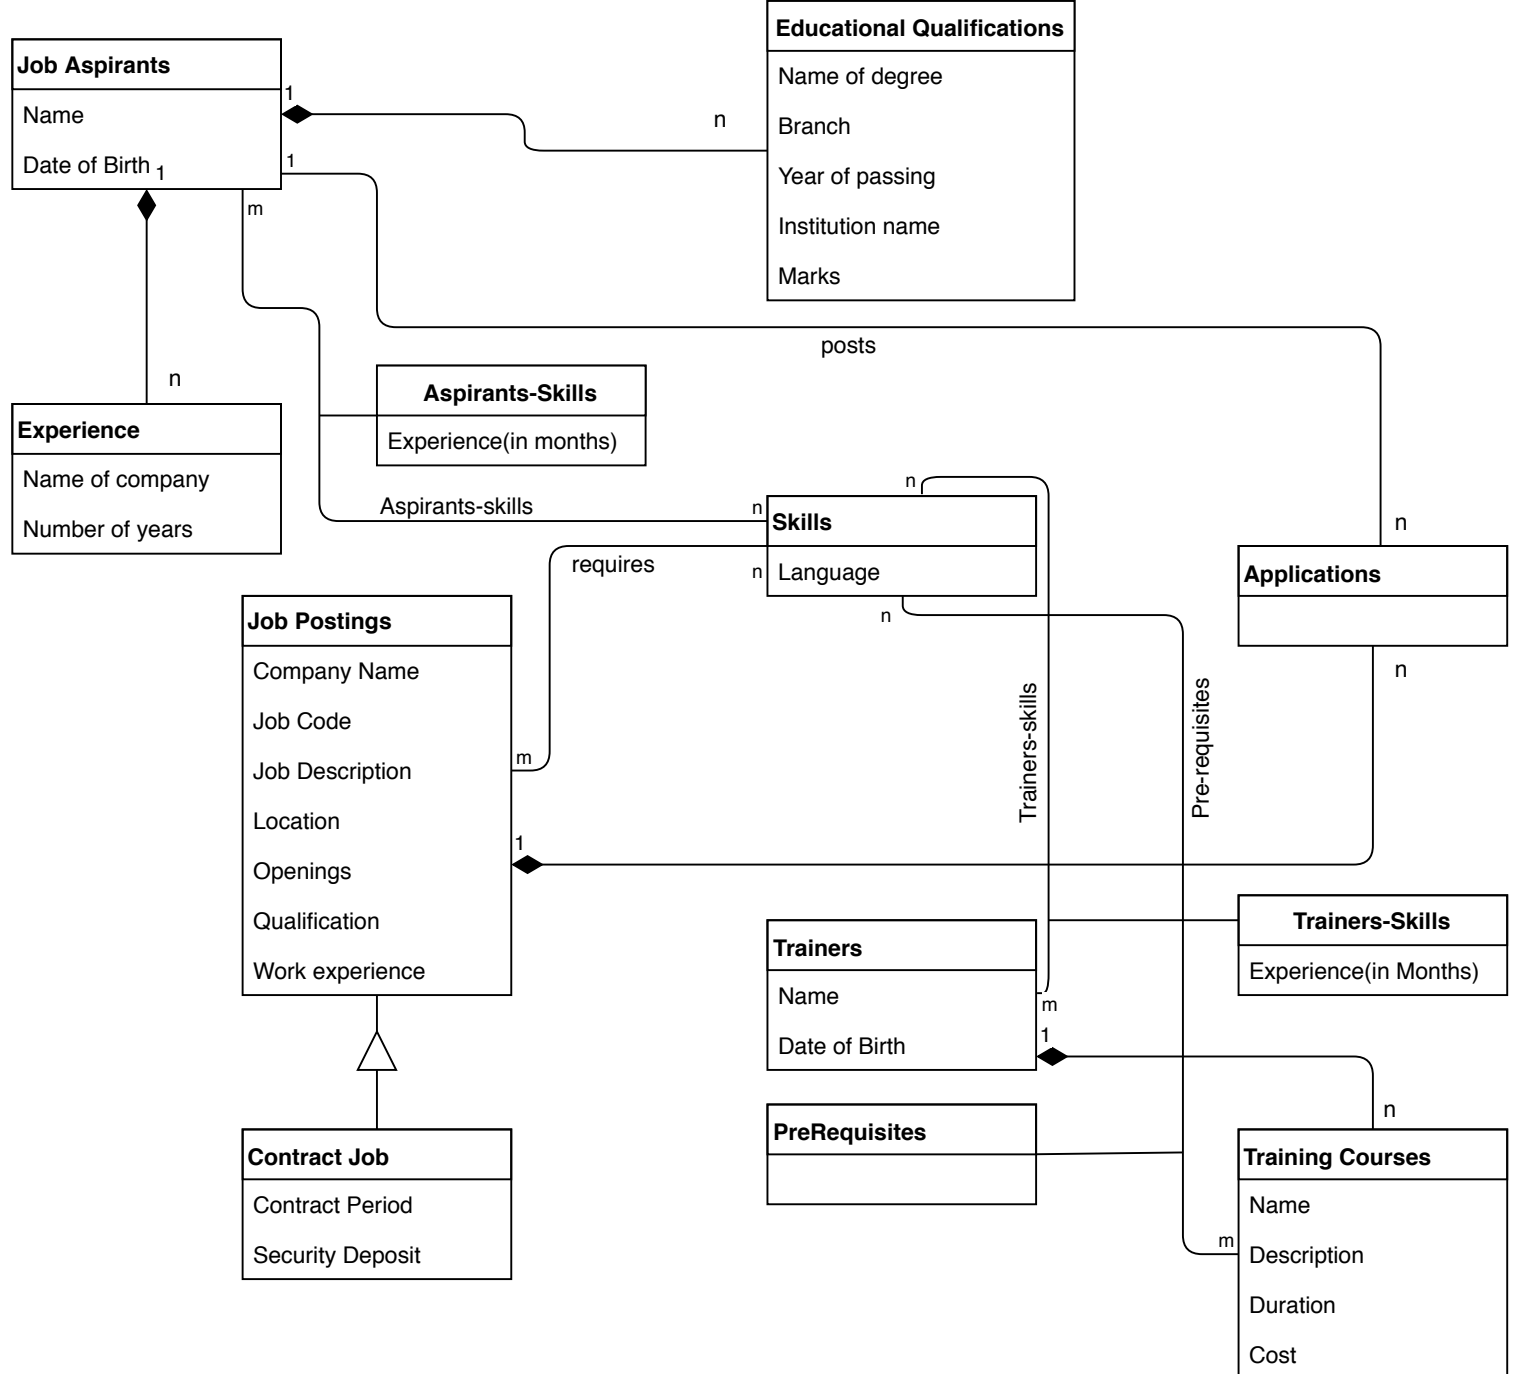 Educational Qualifications
Name of degree
Branch
Year of passing
Institution name
Marks
Job Aspirants
Name
Date of Birth
1
1
1
m
n
n
posts
Aspirants-Skills
Experience(in months)
Experience
Name of company
Number of years
Aspirants-skills
n
n
Skills
Language
requires
n
n
n
Applications
n
Job Postings
Company Name
Job Code
Job Description
Location
Openings
Qualification
Work experience
m
1
Trainers-skills
Pre-requisites
Trainers-Skills
Experience(in Months)
Trainers
Name
Date of Birth
m
1
n
PreRequisites
Contract Job
Contract Period
Security Deposit
Training Courses
Name
Description
Duration
Cost
m